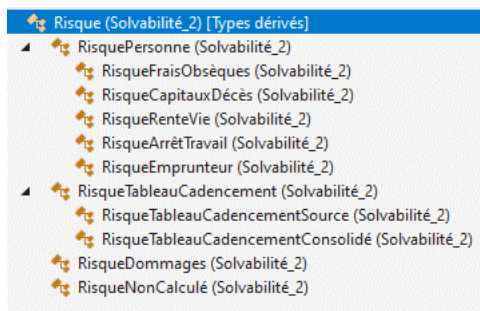 Risque (Solvabilité_2) [Types dérivés]
RisquePersonne (Solvabilité_2)
RisqueFraisObsèques (Solvabilité_2)
RisqueCapitauxDécès (Solvabilité_2)
RisqueRenteVie (Solvabilité_2)
RisqueArrêtTravail (Solvabilité_2)
RisqueEmprunteur (Solvabilité_2)
RisqueTableauCadencement (Solvabilité_2)
RisqueTableauCadencementSource (Solvabilité_2)
RisqueTableauCadencementConsolidé (Solvabilité_2)
RisqueDommages (Solvabilité_2)
RisqueNonCalculé (Solvabilité_2)